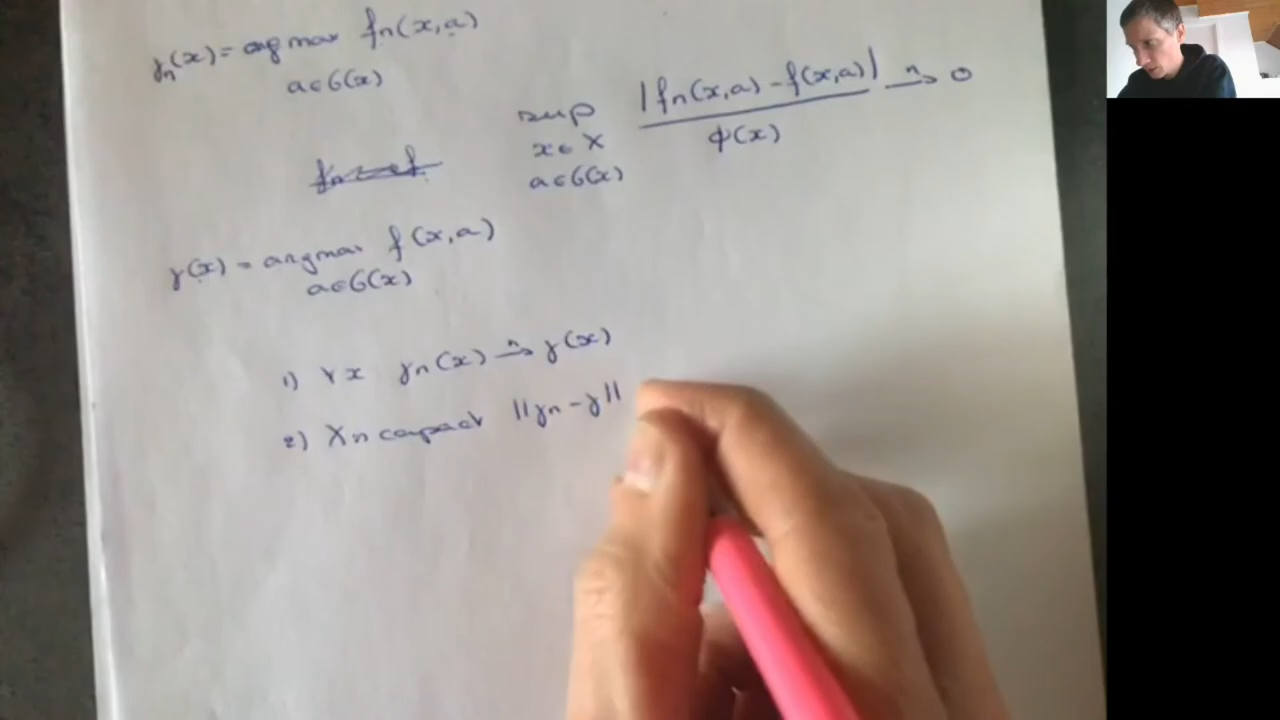 γₙ(x) = argmax fₙ(x,a)
a∈G(x)
sup |fₙ(x,a) - f(x,a)| / φ(x) →ⁿ 0
x∈X
a∈G(x)
γ(x) = argmax f(x,a)
a∈G(x)
1) ∀x γₙ(x) →ⁿ γ(x)
2) X compact ||γₙ - γ||